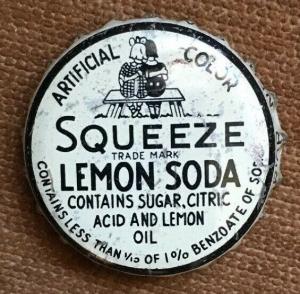 ARTIFICIAL COLOR
SQUEEZE
TRADE MARK
LEMON SODA
CONTAINS SUGAR, CITRIC
ACID AND LEMON
OIL
CONTAINS LESS THAN 1/10 OF 1% BENZOATE OF